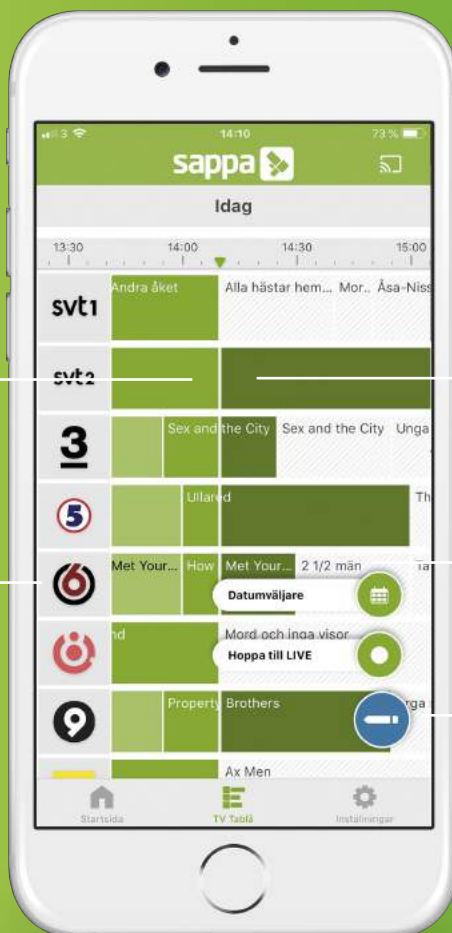 3
14:10
73 %
sappa
Idag
13:30 14:00 14:30 15:00
svt1 Andra åket Alla hästar hem... Mor.. Åsa-Niss
svt2
3 Sex and the City Sex and the City Unga
5 Ullared Th
6 Met Your... How Met Your... 2 1/2 män Ta
Datumväljare
nd Mord och inga visor
Hoppa till LIVE
9 Property Brothers rga
Ax Men
Startsida TV Tablå Inställningar